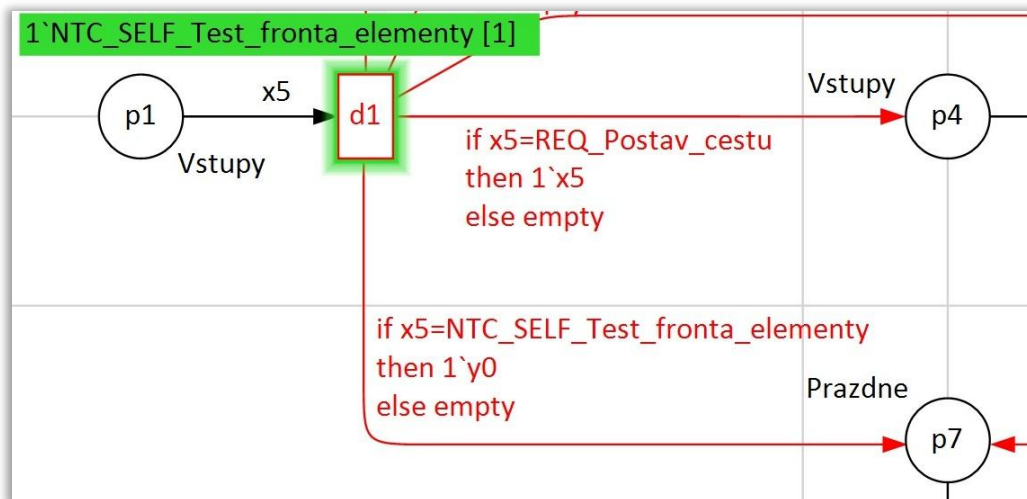 1`NTC_SELF_Test_fronta_elementy [1]
p1
x5
d1
Vstupy
Vstupy
p4
if x5=REQ_Postav_cestu
then 1`x5
else empty
if x5=NTC_SELF_Test_fronta_elementy
then 1`y0
else empty
Prazdne
p7